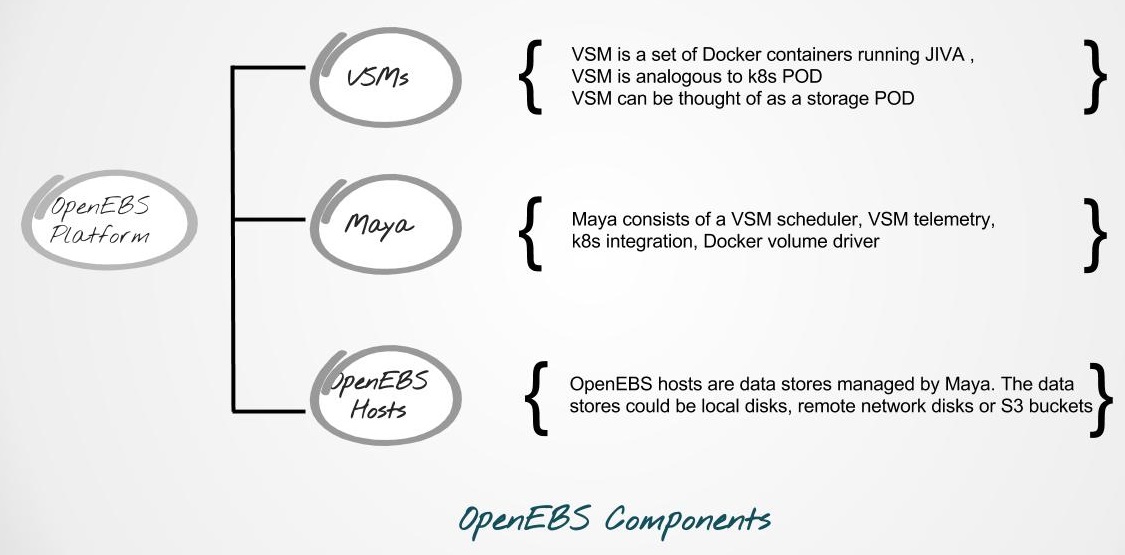 VSMs
VSM is a set of Docker containers running JIVA ,
VSM is analogous to k8s POD
VSM can be thought of as a storage POD
OpenEBS
Platform
Maya
Maya consists of a VSM scheduler, VSM telemetry,
k8s integration, Docker volume driver
OpenEBS
Hosts
OpenEBS hosts are data stores managed by Maya. The data
stores could be local disks, remote network disks or S3 buckets
OpenEBS Components